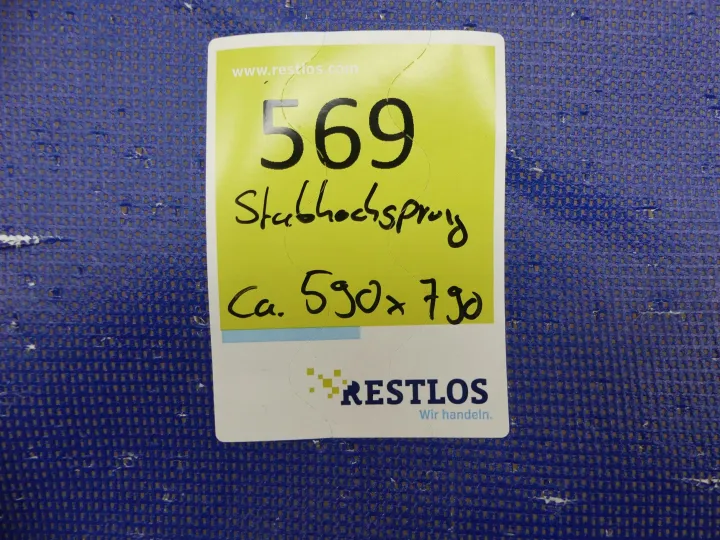 www.restlos.com
569
Stabhochsprung
ca. 590 x 790
RESTLOS
Wir handeln.